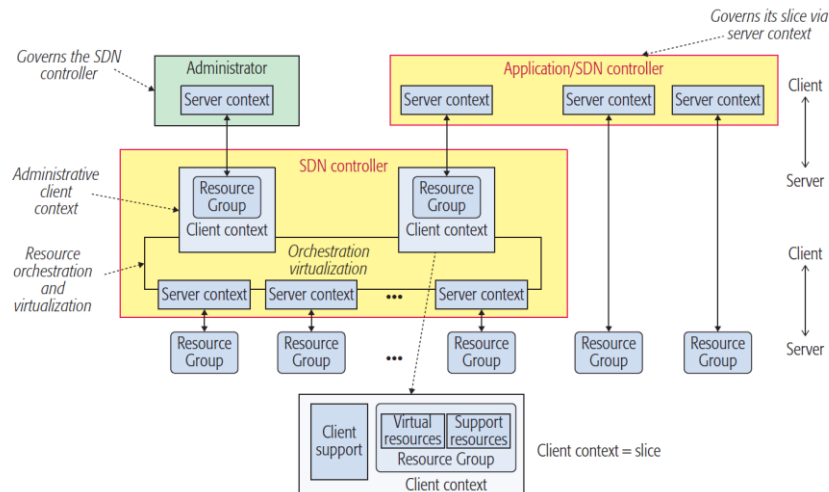 Governs its slice via
server context
Governs the SDN
controller
Administrator
Server context
Application/SDN controller
Server context
Server context
Server context
Client
Server
SDN controller
Administrative
client
context
Resource
Group
Client context
Resource
Group
Client context
Resource
orchestration
and
virtualization
Orchestration
virtualization
Server context
Server context
•••
Server context
Client
Server
Resource
Group
Resource
Group
•••
Resource
Group
Resource
Group
Resource
Group
Client
support
Virtual
resources
Support
resources
Resource Group
Client context
Client context = slice